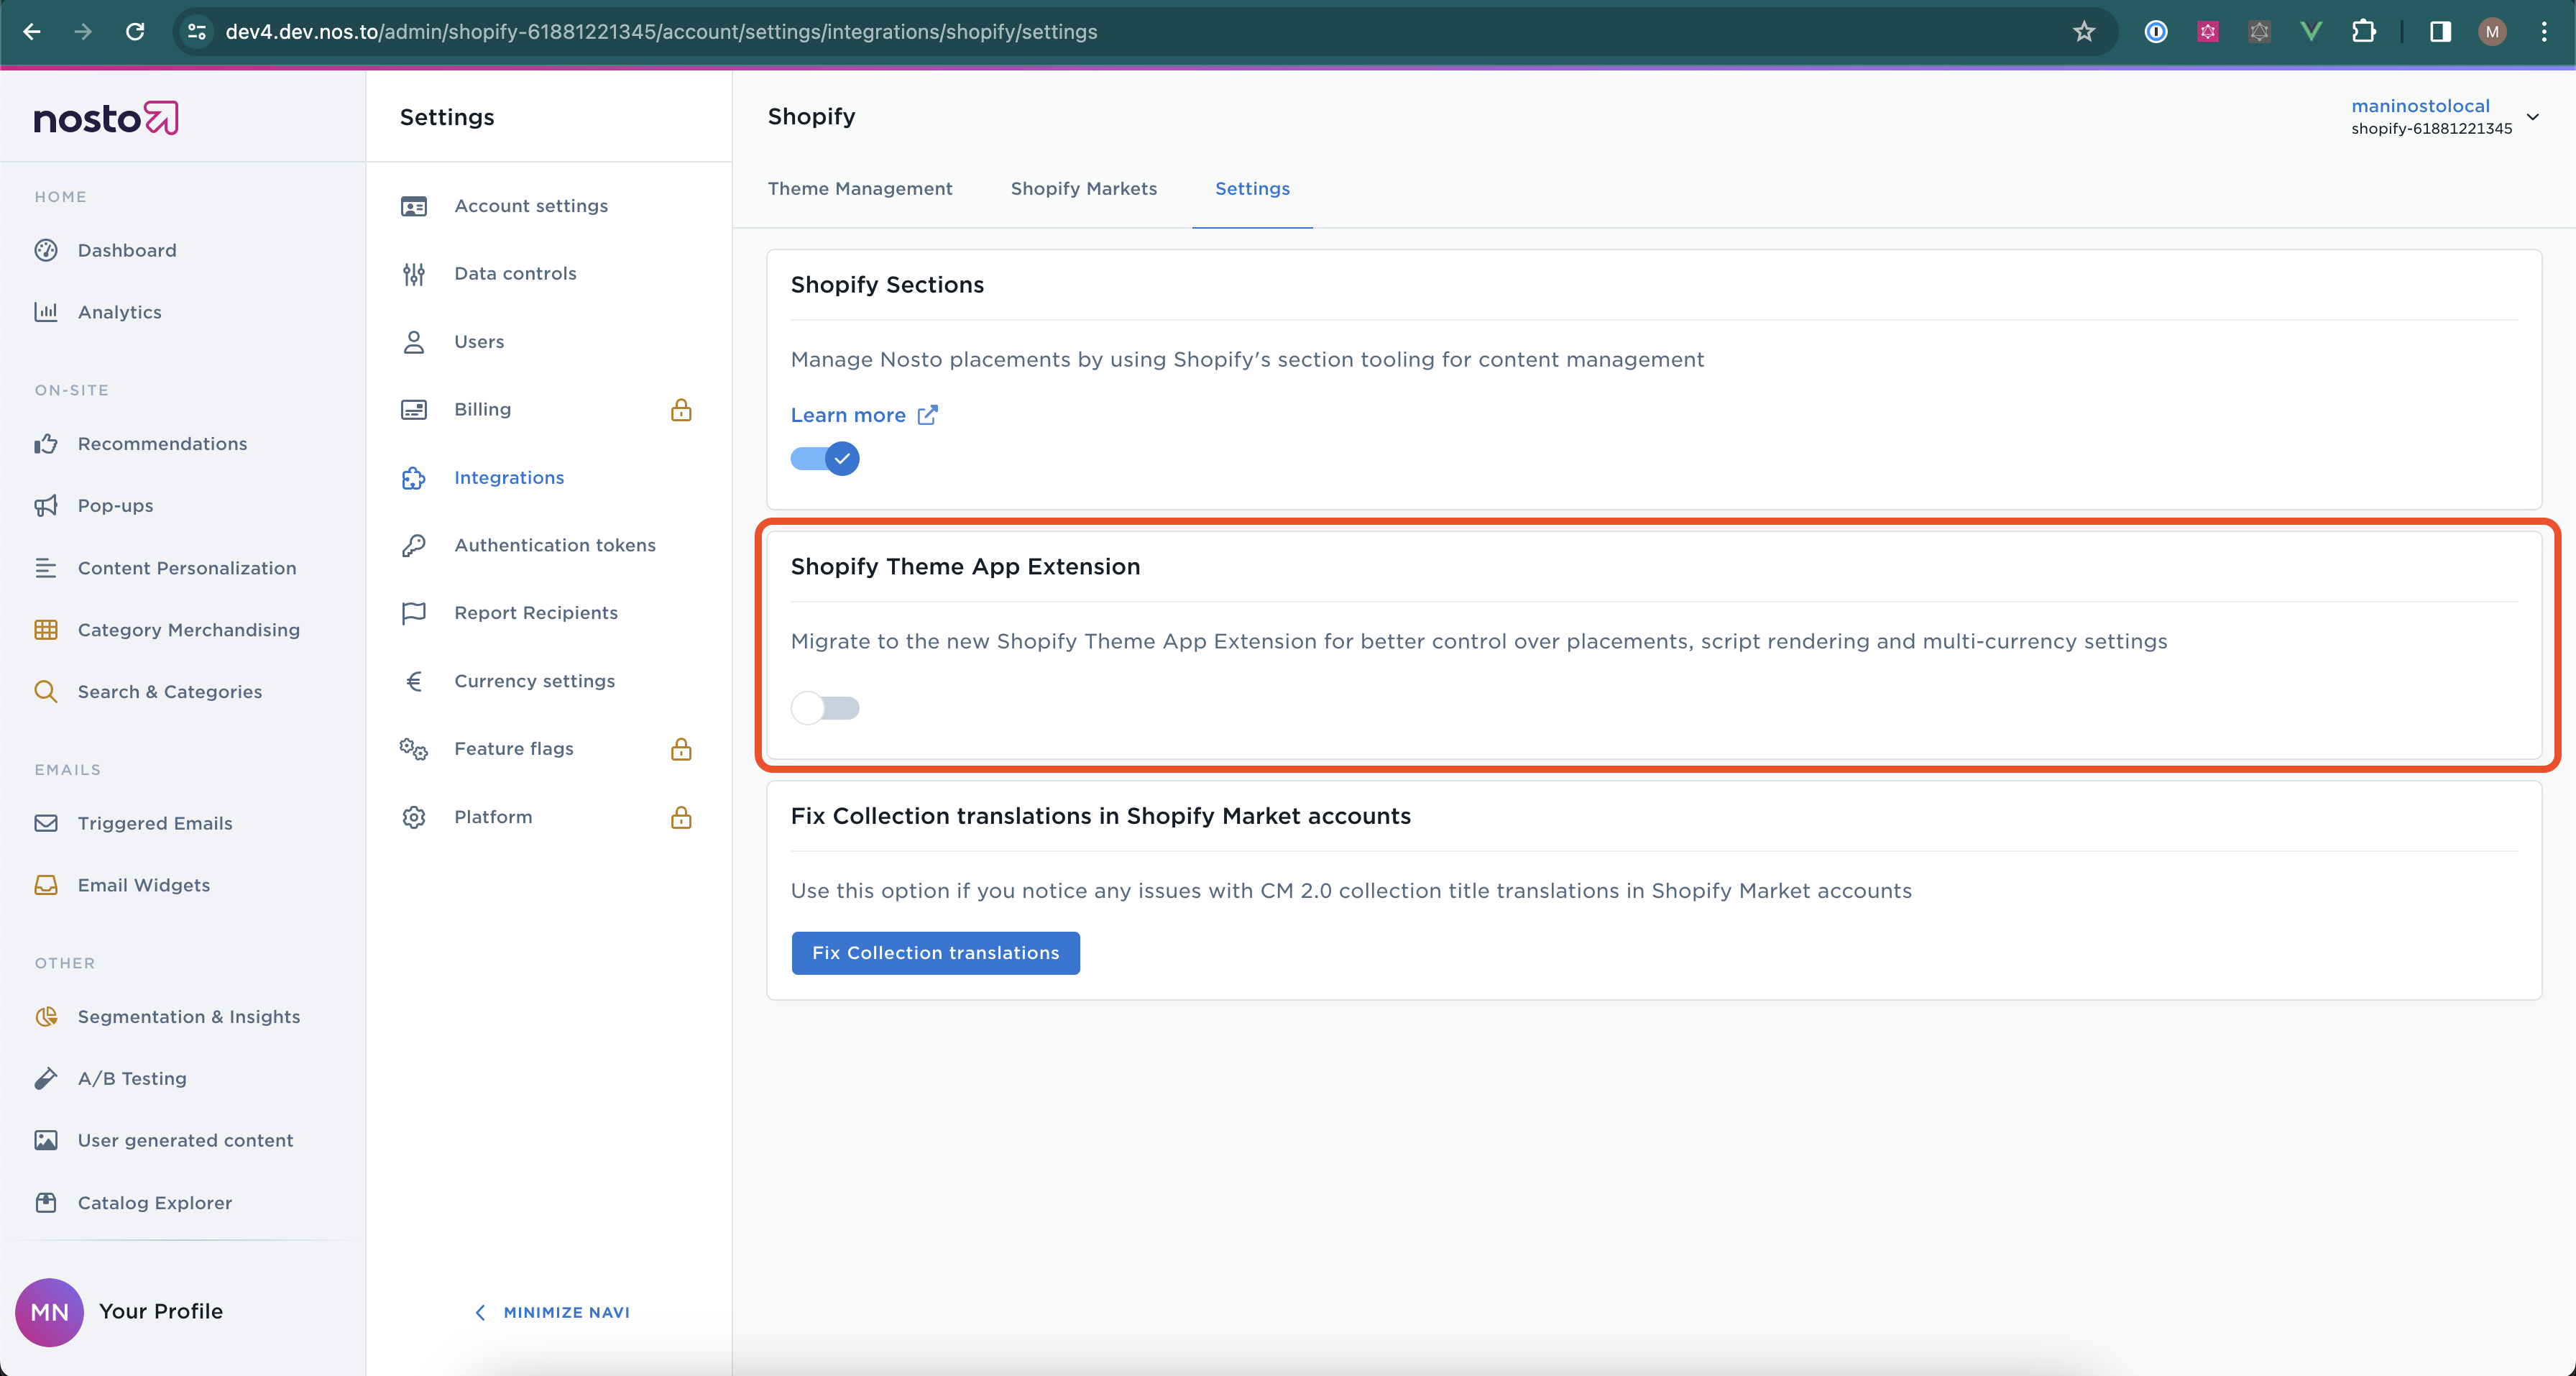 dev4.dev.nos.to/admin/shopify-61881221345/account/settings/integrations/shopify/settings
M
nosto
HOME
Dashboard
Analytics
ON-SITE
Recommendations
Pop-ups
Content Personalization
Category Merchandising
Search & Categories
EMAILS
Triggered Emails
Email Widgets
OTHER
Segmentation & Insights
A/B Testing
User generated content
Catalog Explorer
MN Your Profile
Settings
Account settings
Data controls
Users
Billing
Integrations
Authentication tokens
Report Recipients
Currency settings
Feature flags
Platform
MINIMIZE NAVI
Shopify
maninostolocal
shopify-61881221345
Theme Management Shopify Markets Settings
Shopify Sections
Manage Nosto placements by using Shopify's section tooling for content management
Learn more
Shopify Theme App Extension
Migrate to the new Shopify Theme App Extension for better control over placements, script rendering and multi-currency settings
Fix Collection translations in Shopify Market accounts
Use this option if you notice any issues with CM 2.0 collection title translations in Shopify Market accounts
Fix Collection translations